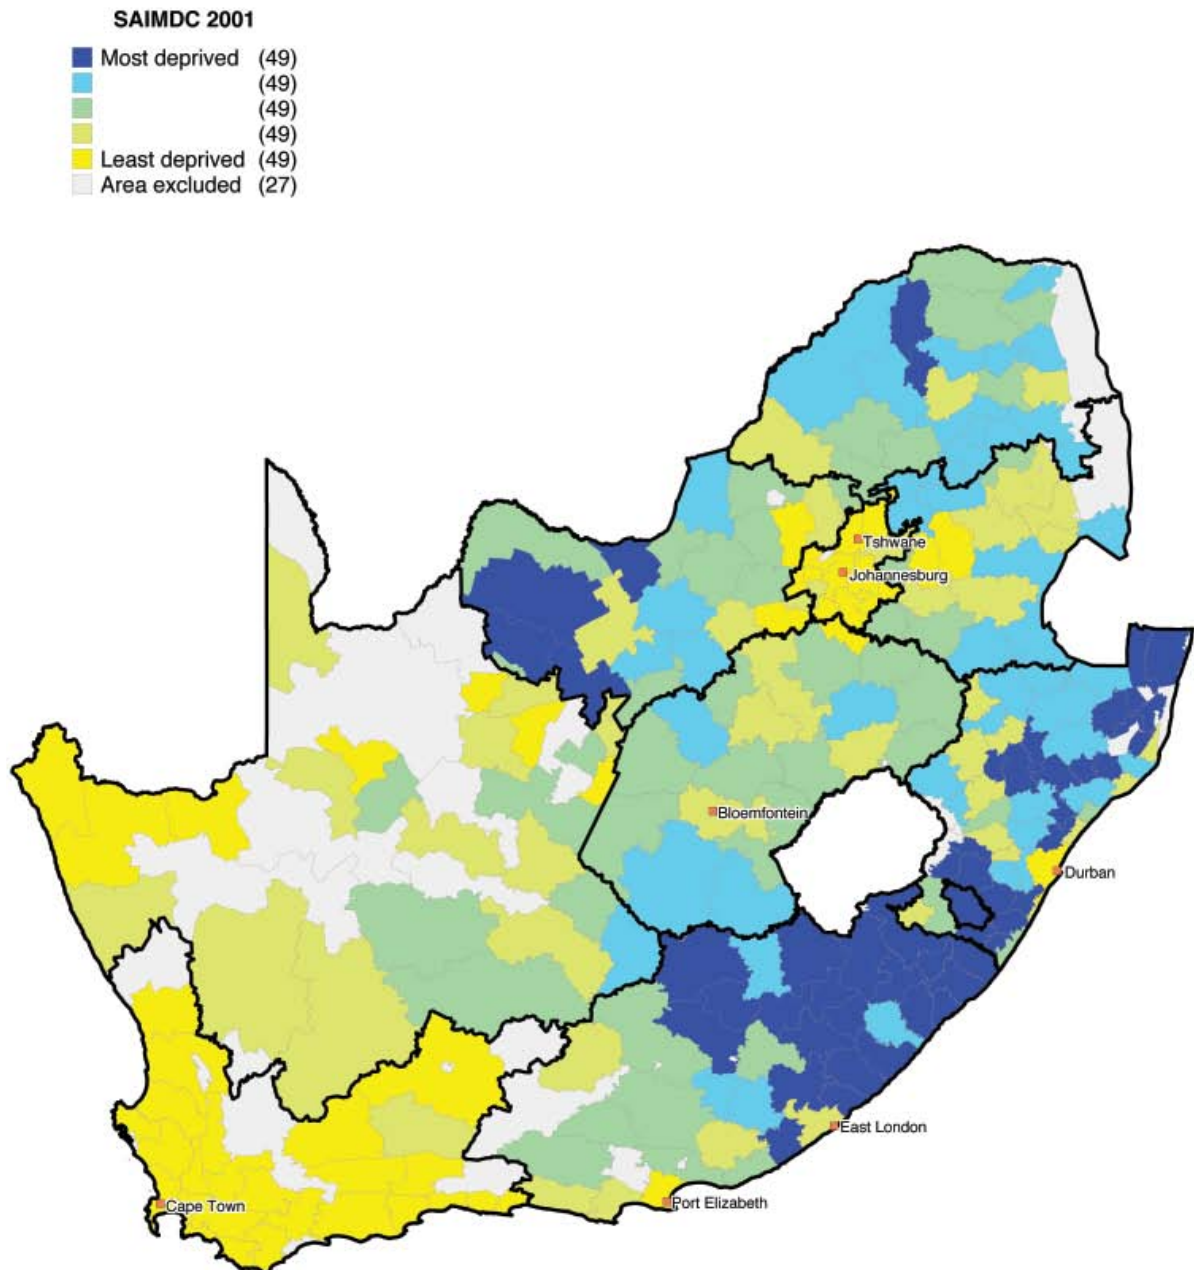 SAIMDC 2001
Most deprived (49)
(49)
(49)
(49)
Least deprived (49)
Area excluded (27)
Tshwane
Johannesburg
Bloemfontein
Durban
East London
Port Elizabeth
Cape Town